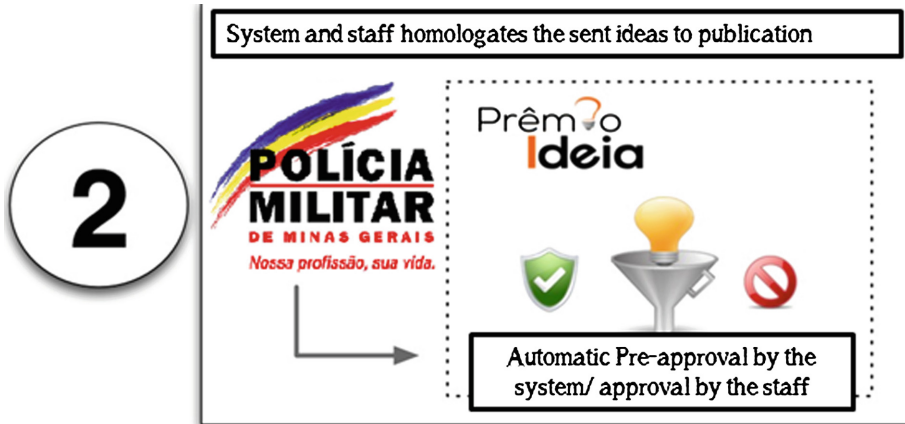 System and staff homologates the sent ideas to publication
2
POLÍCIA
MILITAR
DE MINAS GERAIS
Nossa profissão, sua vida.
Prêmio
Ideia
Automatic Pre-approval by the
system/ approval by the staff